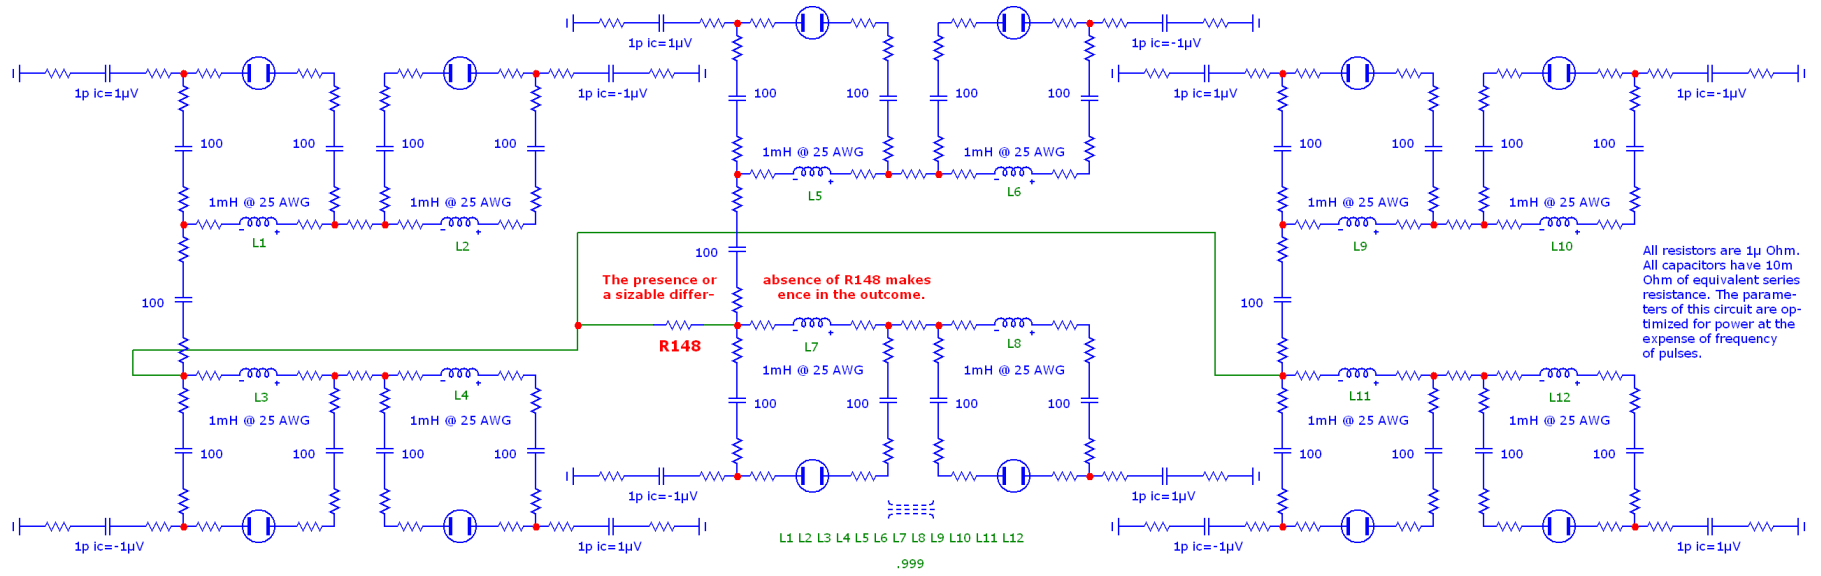 1p ic=1µV
1p ic=-1µV
1p ic=1µV
1p ic=-1µV
1p ic=1µV
1p ic=-1µV
100
100
100
100
100
100
100
100
100
100
100
100
1mH @ 25 AWG
1mH @ 25 AWG
L5
L6
1mH @ 25 AWG
1mH @ 25 AWG
1mH @ 25 AWG
1mH @ 25 AWG
L1
L2
L9
L10
100
100
100
All resistors are 1µ Ohm.
All capacitors have 10m
Ohm of equivalent series
resistance. The parame-
ters of this circuit are op-
timized for power at the
expense of frequency
of pulses.
The presence or absence of R148 makes
a sizable differ- ence in the outcome.
R148
L7
L8
1mH @ 25 AWG
1mH @ 25 AWG
L3
L4
L11
L12
1mH @ 25 AWG
1mH @ 25 AWG
1mH @ 25 AWG
1mH @ 25 AWG
100
100
100
100
100
100
100
100
100
100
100
100
1p ic=-1µV
1p ic=1µV
1p ic=-1µV
1p ic=1µV
1p ic=-1µV
1p ic=1µV
L1 L2 L3 L4 L5 L6 L7 L8 L9 L10 L11 L12
.999